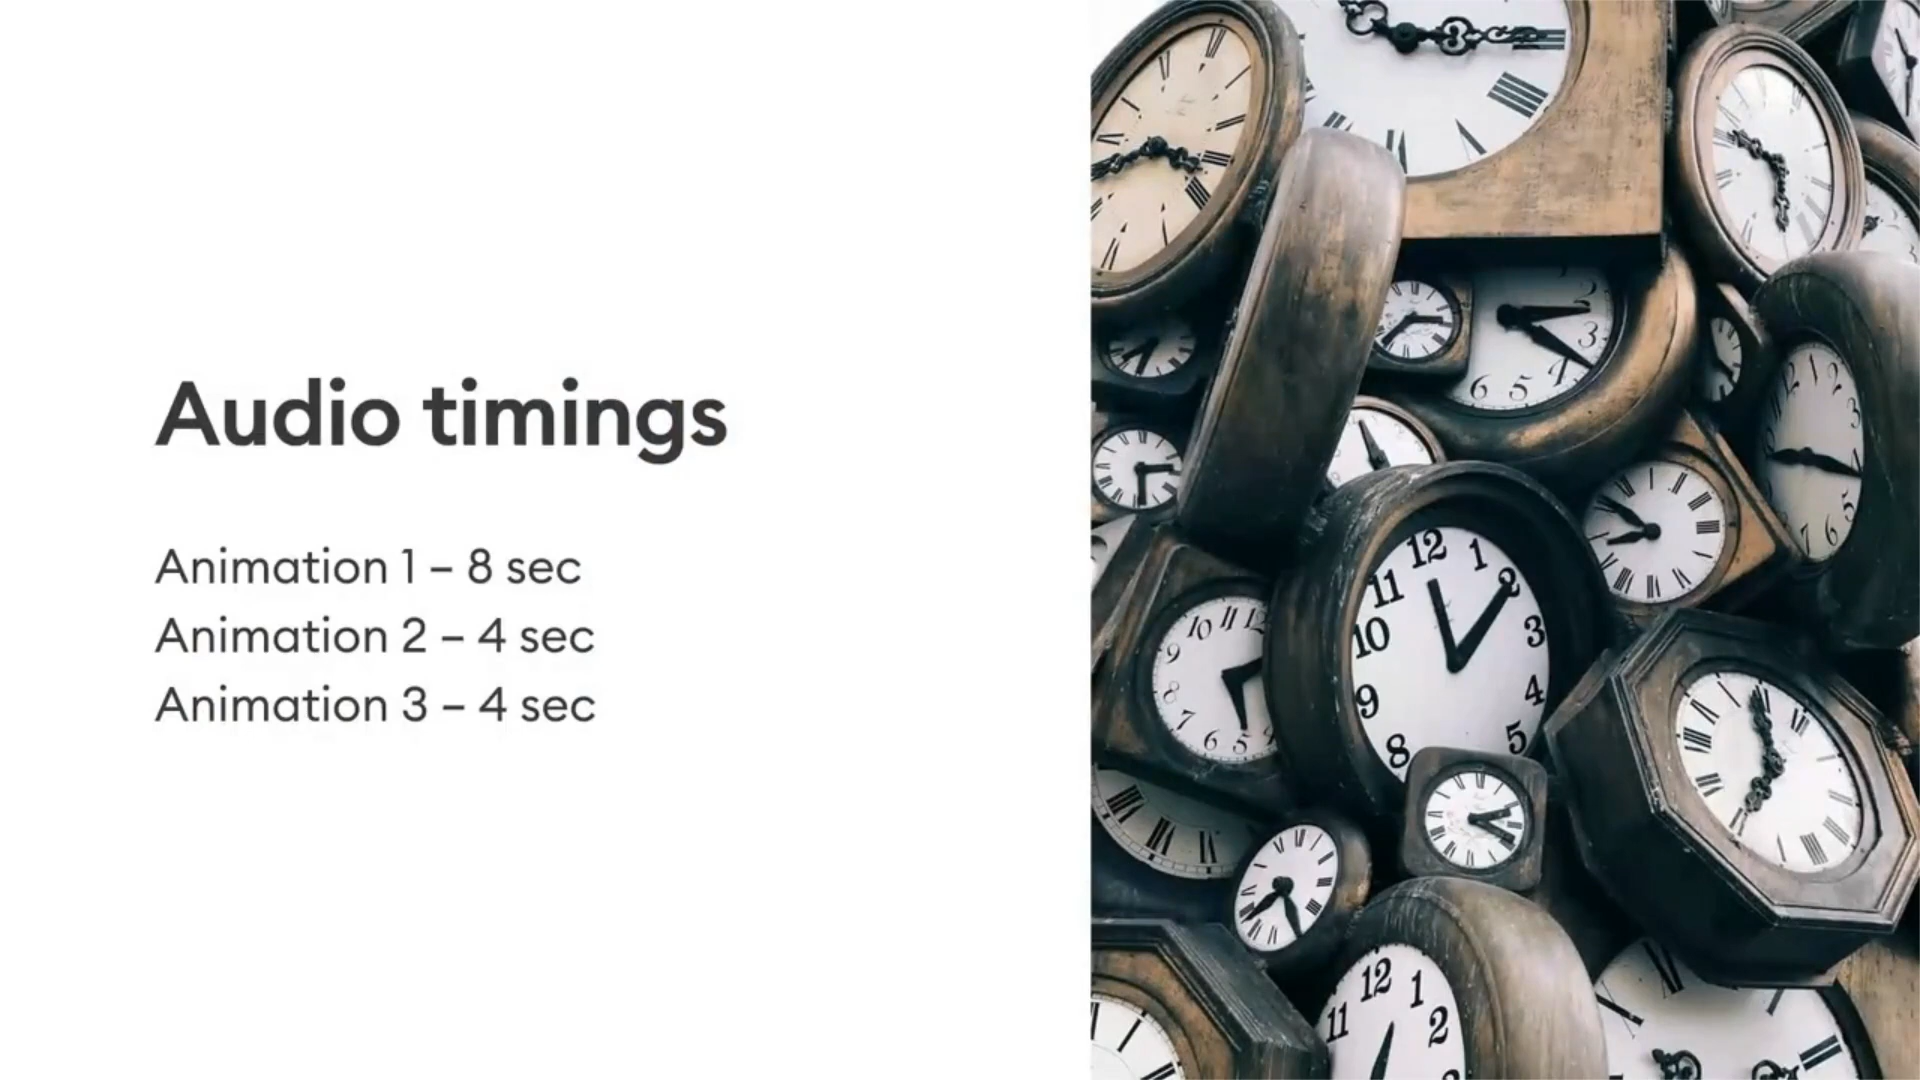 Audio timings
Animation 1 – 8 sec
Animation 2 – 4 sec
Animation 3 – 4 sec